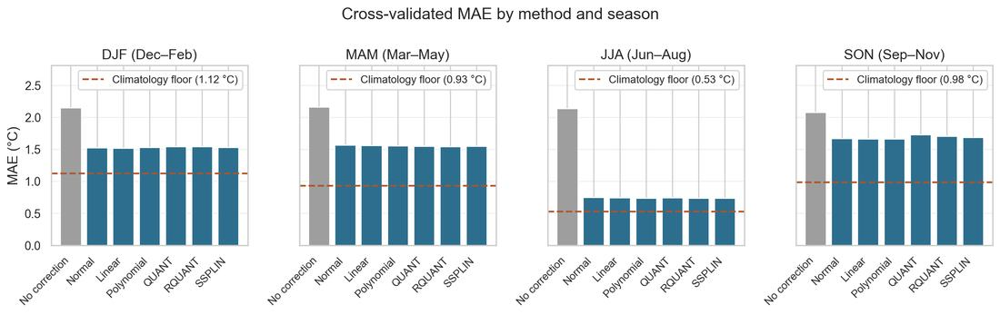 Cross-validated MAE by method and season
DJF (Dec–Feb)
Climatology floor (1.12 °C)
MAE (°C)
2.5
2.0
1.5
1.0
0.5
0.0
No correction
Normal
Linear
Polynomial
QUANT
RQUANT
SSPLIN
MAM (Mar–May)
Climatology floor (0.93 °C)
No correction
Normal
Linear
Polynomial
QUANT
RQUANT
SSPLIN
JJA (Jun–Aug)
Climatology floor (0.53 °C)
No correction
Normal
Linear
Polynomial
QUANT
RQUANT
SSPLIN
SON (Sep–Nov)
Climatology floor (0.98 °C)
No correction
Normal
Linear
Polynomial
QUANT
RQUANT
SSPLIN